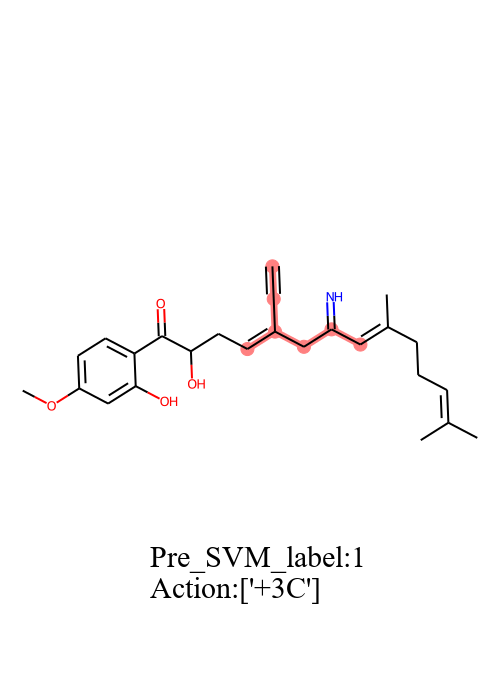 NH
O
OH
OH
O
Pre_SVM_label:1
Action:['+3C']